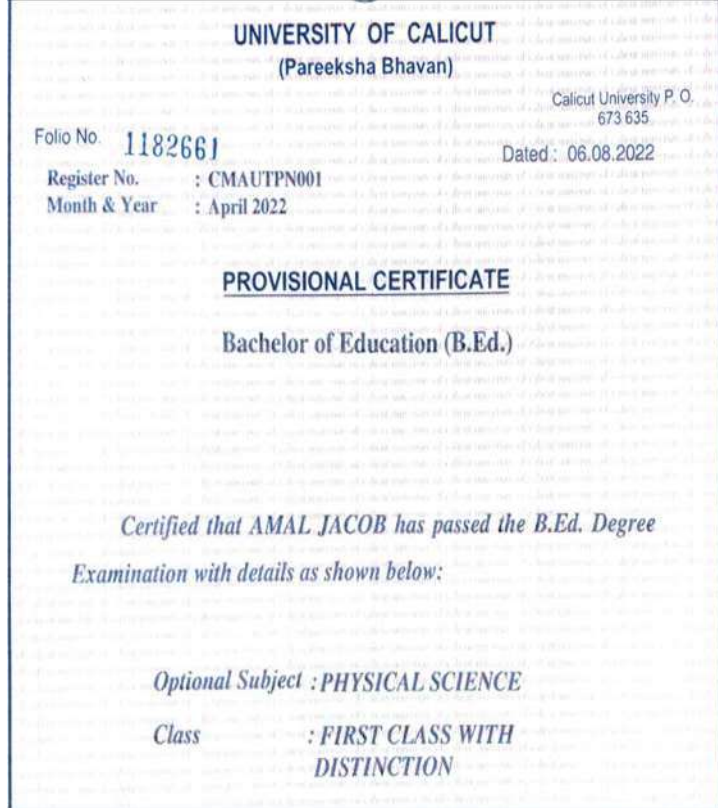 UNIVERSITY OF CALICUT
(Pareeksha Bhavan)
Calicut University P. O.
673 635
Folio No. 1182661
Dated : 06.08.2022
Register No. : CMAUTPN001
Month & Year : April 2022
PROVISIONAL CERTIFICATE
Bachelor of Education (B.Ed.)
Certified that AMAL JACOB has passed the B.Ed. Degree
Examination with details as shown below:
Optional Subject : PHYSICAL SCIENCE
Class : FIRST CLASS WITH
DISTINCTION